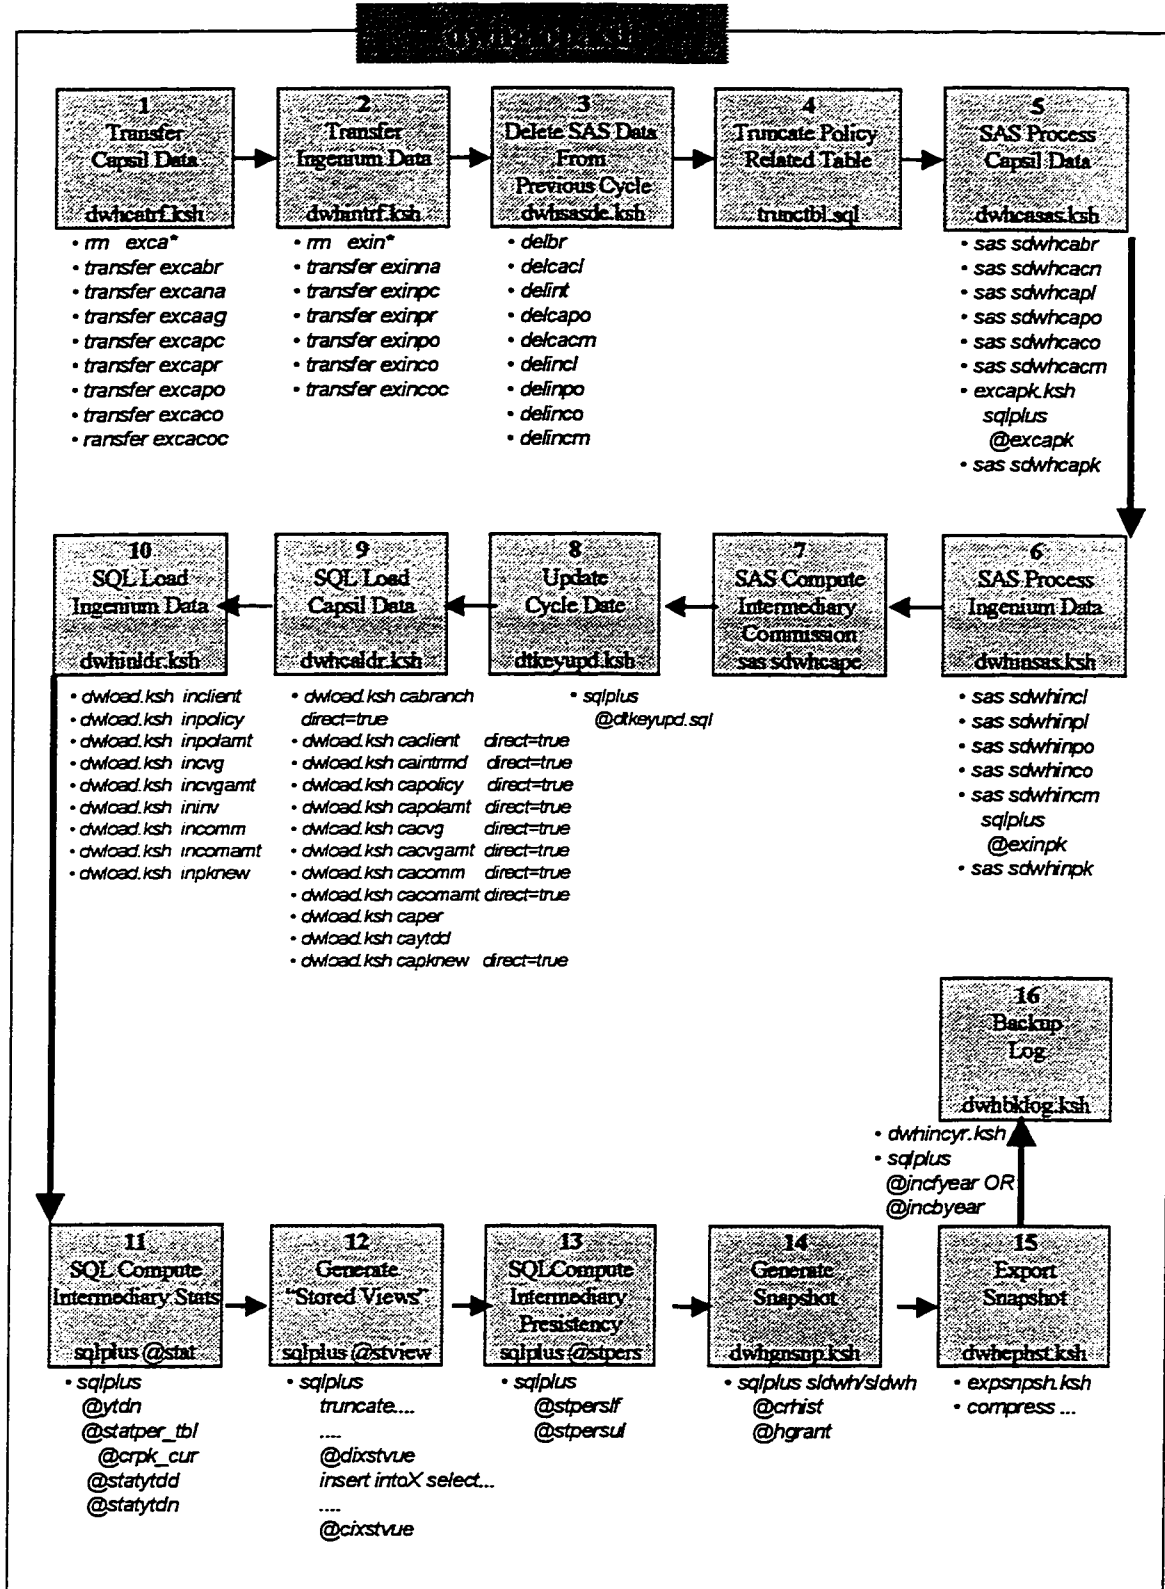 1
Transfer
Capsil Data
dwhcatrf.ksh
• rm exca*
• transfer excabr
• transfer excana
• transfer excaag
• transfer excapc
• transfer excapr
• transfer excapo
• transfer excaco
• ransfer excacoc
2
Transfer
Ingenium Data
dwhintrf.ksh
• rm exin*
• transfer exinna
• transfer exinpc
• transfer exinpr
• transfer exinpo
• transfer exinco
• transfer exincoc
3
Delete SAS Data
From
Previous Cycle
dwhsasde.ksh
• delbr
• delcacl
• delint
• delcapo
• delcacm
• delincl
• delinpo
• delinco
• delincm
4
Truncate Policy
Related Table
trunctbl.sql
5
SAS Process
Capsil Data
dwhcasas.ksh
• sas sdwhcabr
• sas sdwhcacn
• sas sdwhcapl
• sas sdwhcapo
• sas sdwhcaco
• sas sdwhcacm
• excapk.ksh
sqlplus
@excapk
• sas sdwhcapk
10
SQL Load
Ingenium Data
dwhinldr.ksh
• dwload.ksh inclient
• dwload.ksh inpolicy
• dwload.ksh inpolamt
• dwload.ksh incvg
• dwload.ksh incvgamt
• dwload.ksh ininv
• dwload.ksh incomm
• dwload.ksh incomamt
• dwload.ksh inpknew
9
SQL Load
Capsil Data
dwhcaldr.ksh
• dwload.ksh cabranch
direct=true
• dwload.ksh caclient direct=true
• dwload.ksh caintrmd direct=true
• dwload.ksh capolicy direct=true
• dwload.ksh capolamt direct=true
• dwload.ksh cacvg direct=true
• dwload.ksh cacvgamt direct=true
• dwload.ksh cacomm direct=true
• dwload.ksh cacomamt direct=true
• dwload.ksh caper
• dwload.ksh caytdd
• dwload.ksh capknew direct=true
8
Update
Cycle Date
dtkeyupd.ksh
• sqlplus
@dtkeyupd.sql
7
SAS Compute
Intermediary
Commission
sas sdwhcape
6
SAS Process
Ingenium Data
dwhinsas.ksh
• sas sdwhincl
• sas sdwhinpl
• sas sdwhinpo
• sas sdwhinco
• sas sdwhincm
sqlplus
@exinpk
• sas sdwhinpk
16
Backup
Log
dwhbklog.ksh
• dwhincyr.ksh
• sqlplus
@incfyear OR
@incbyear
11
SQL Compute
Intermediary Stats
sqlplus @stat
• sqlplus
@ytdn
@statper_tbl
@crpk_cur
@statytdd
@statytdn
12
Generate
"Stored Views"
sqlplus @stview
• sqlplus
truncate....
....
@dixstvue
insert intoX select...
....
@cixstvue
13
SQLCompute
Intermediary
Presistency
sqlplus @stpers
• sqlplus
@stperslf
@stpersul
14
Generate
Snapshot
dwhgnsnp.ksh
• sqlplus sldwh/sldwh
@crhist
@hgrant
15
Export
Snapshot
dwhephst.ksh
• expsnpsh.ksh
• compress ...